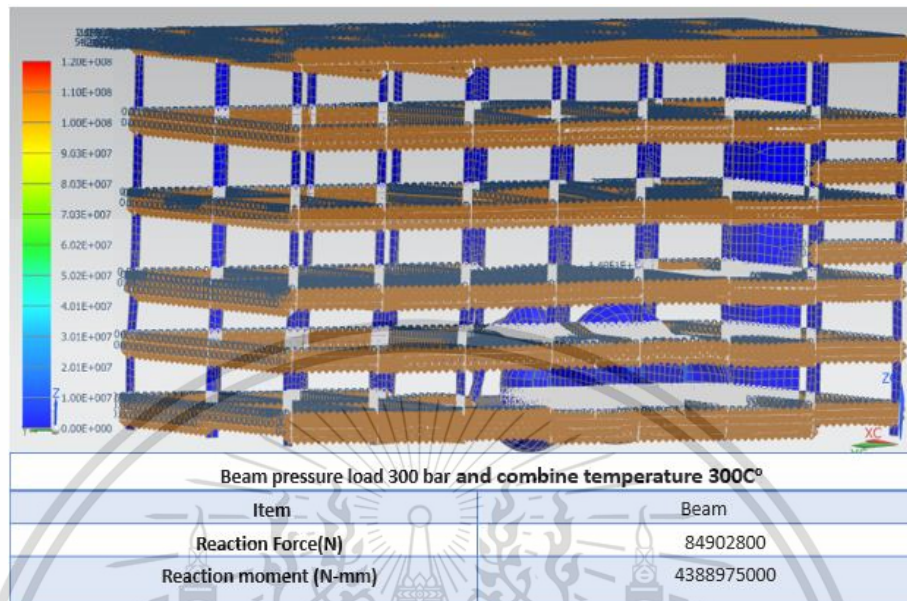 1.20E+008
1.10E+008
1.00E+008
9.03E+007
8.03E+007
7.03E+007
6.02E+007
5.02E+007
4.01E+007
3.01E+007
2.01E+007
1.00E+007
0.00E+000
Z
XC
Beam pressure load 300 bar and combine temperature 300C°
Item Beam
Reaction Force(N) 84902800
Reaction moment (N-mm) 4388975000